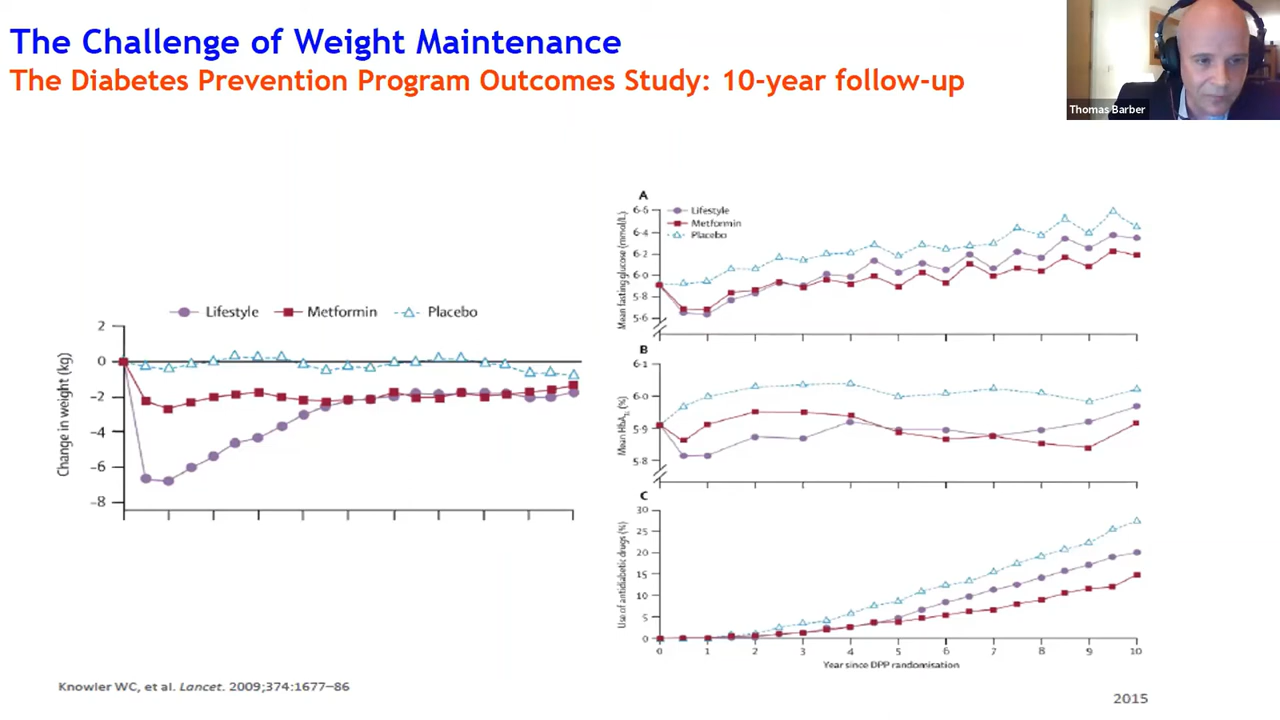 The Challenge of Weight Maintenance
The Diabetes Prevention Program Outcomes Study: 10-year follow-up
Thomas Barber
Lifestyle Metformin Placebo
Change in weight (kg)
2
0
-2
-4
-6
-8
A
Mean fasting glucose (mmol/L)
Lifestyle
Metformin
Placebo
6·6
6·4
6·2
6·0
5·8
5·6
B
Mean HbA1c (%)
6·1
6·0
5·9
5·8
C
Use of antidiabetic drugs (%)
30
25
20
15
10
5
0
0 1 2 3 4 5 6 7 8 9 10
Year since DPP randomisation
Knowler WC, et al. Lancet. 2009;374:1677–86
2015